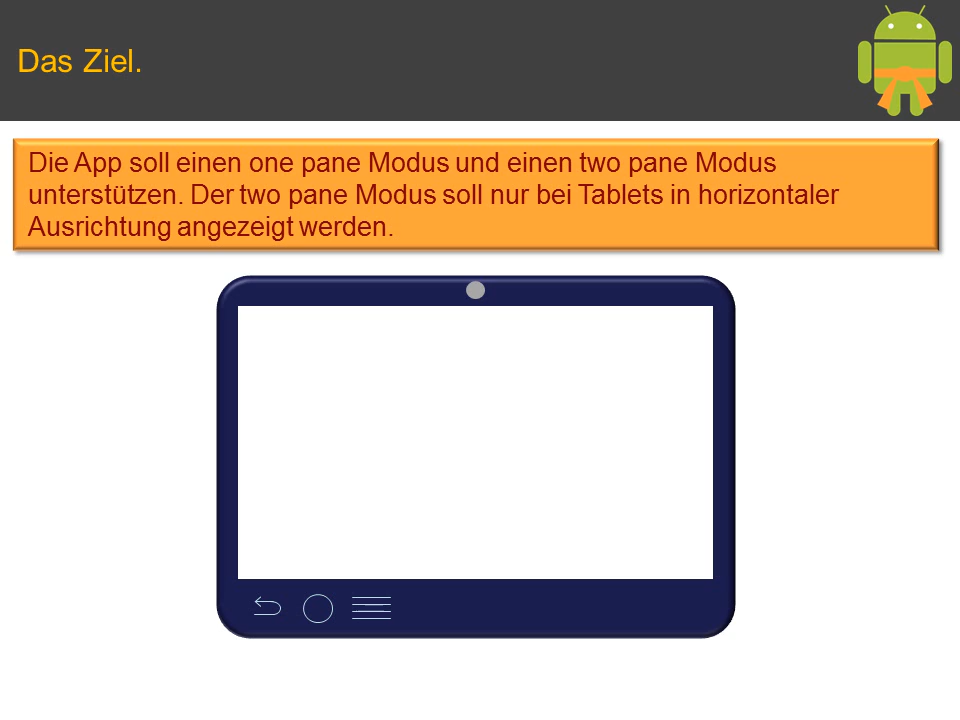 Das Ziel.
Die App soll einen one pane Modus und einen two pane Modus
unterstützen. Der two pane Modus soll nur bei Tablets in horizontaler
Ausrichtung angezeigt werden.